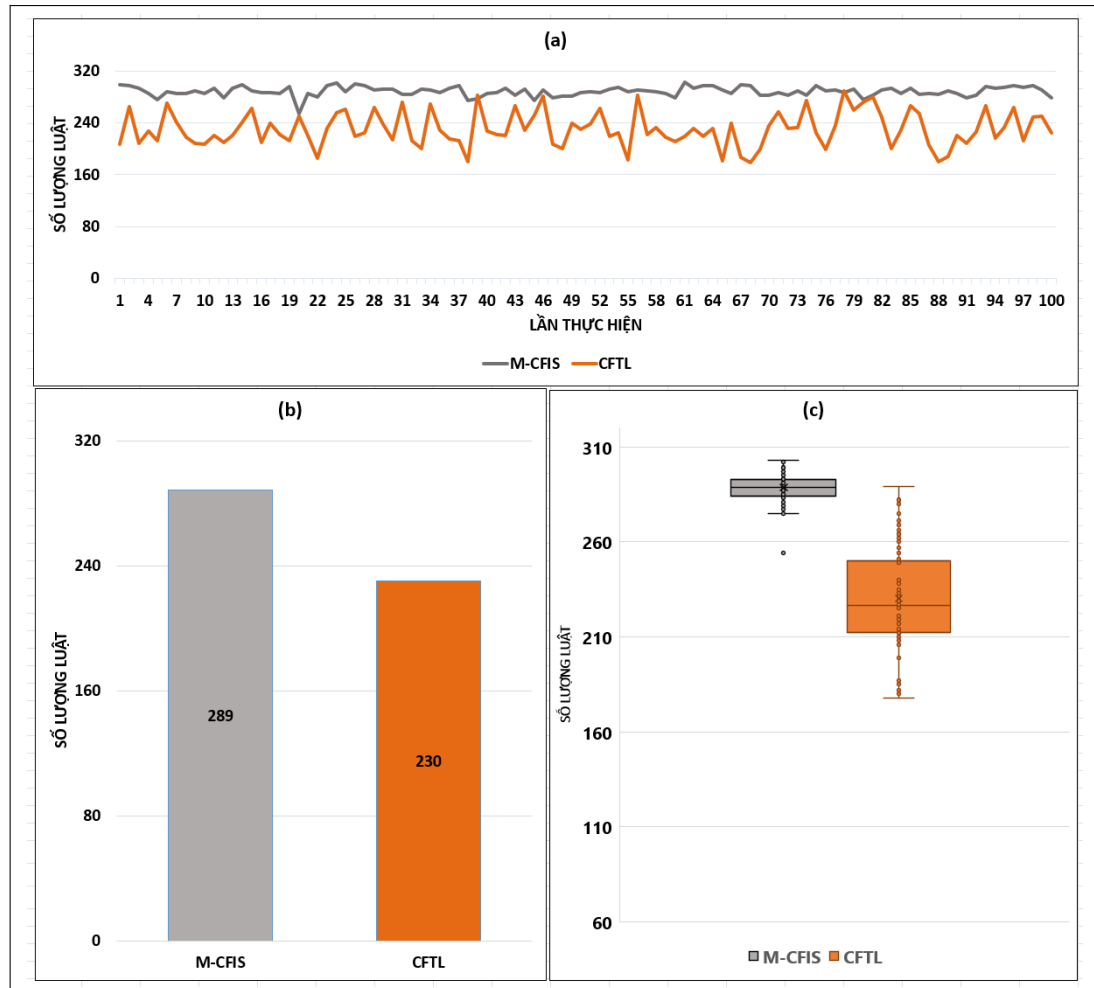 (a)
320
240
160
80
0
SỐ LƯỢNG LUẬT
1 4 7 10 13 16 19 22 25 28 31 34 37 40 43 46 49 52 55 58 61 64 67 70 73 76 79 82 85 88 91 94 97 100
LẦN THỰC HIỆN
M-CFIS CFTL
(b)
320
240
160
80
0
SỐ LƯỢNG LUẬT
289
230
M-CFIS CFTL
(c)
310
260
210
160
110
60
SỐ LƯỢNG LUẬT
M-CFIS CFTL